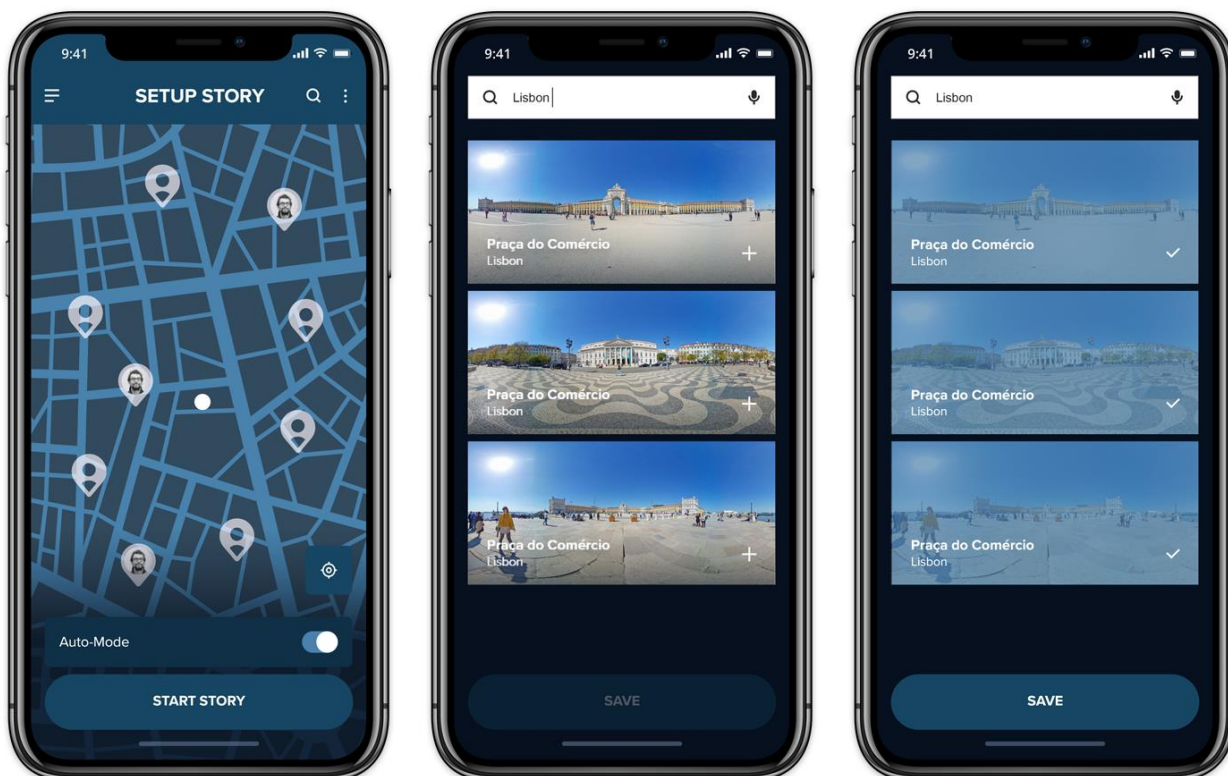 9:41
SETUP STORY
Auto-Mode
START STORY
9:41
Lisbon
Praça do Comércio
Lisbon
Praça do Comércio
Lisbon
Praça do Comércio
Lisbon
SAVE
9:41
Lisbon
Praça do Comércio
Lisbon
Praça do Comércio
Lisbon
Praça do Comércio
Lisbon
SAVE